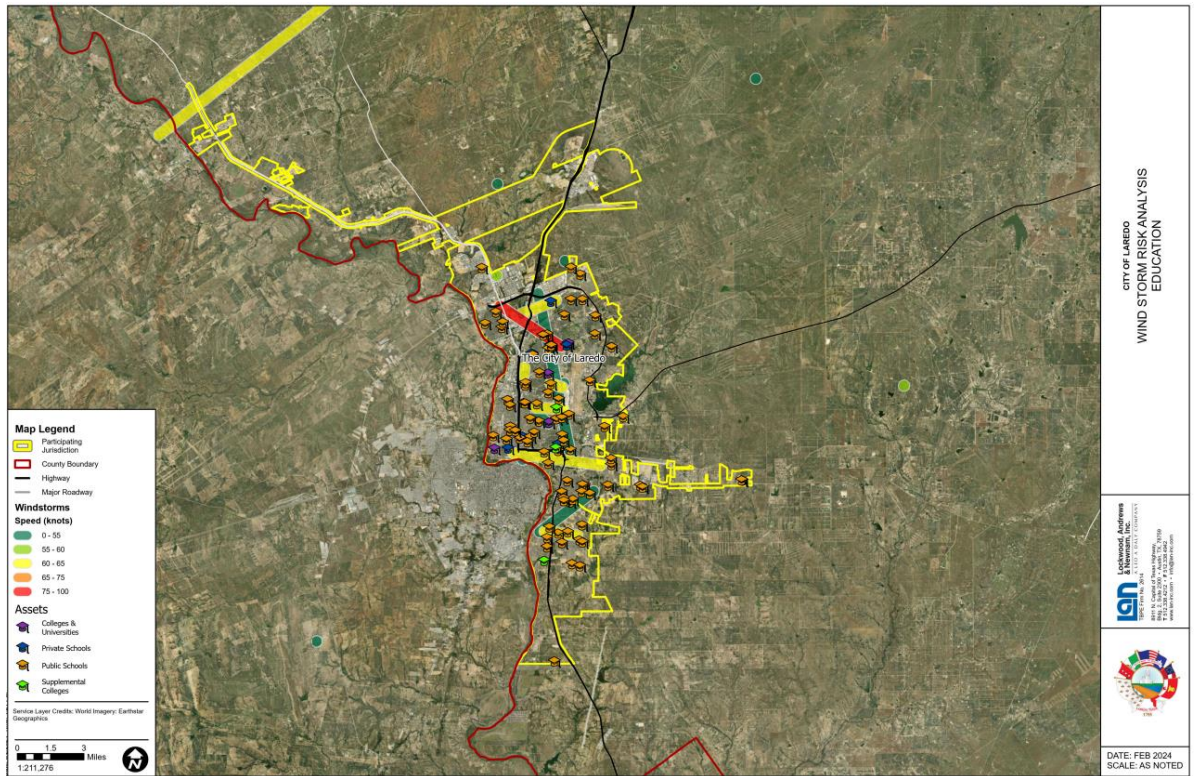 The City of Laredo
Map Legend
Participating
Jurisdiction
County Boundary
Highway
Major Roadway
Windstorms
Speed (knots)
0 - 55
55 - 60
60 - 65
65 - 75
75 - 100
Assets
Colleges &
Universities
Private Schools
Public Schools
Supplemental
Colleges
Service Layer Credits: World Imagery: Earthstar
Geographics
0 1.5 3
Miles
1:211,276
N
CITY OF LAREDO
WIND STORM RISK ANALYSIS
EDUCATION
Lan
Lockwood, Andrews
& Newnam, Inc.
A LEO A DALY COMPANY
DATE: FEB 2024
SCALE: AS NOTED